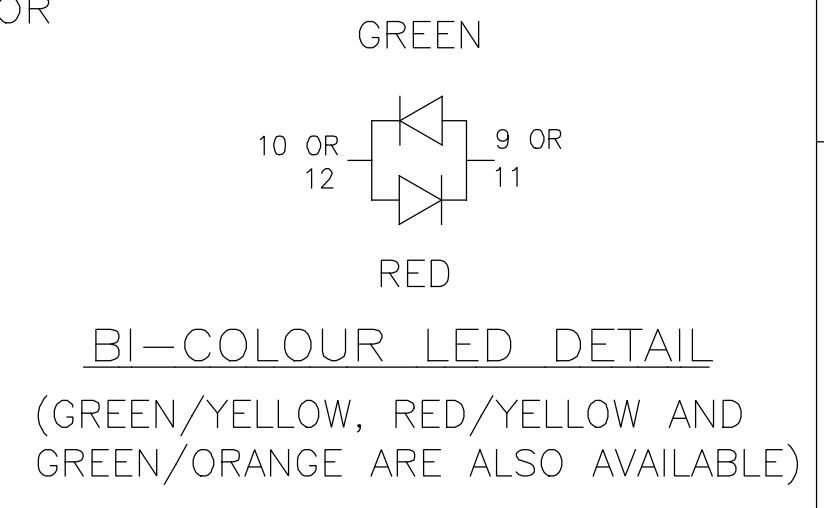 OR
GREEN
10 OR
12
9 OR
11
RED
BI-COLOUR LED DETAIL
(GREEN/YELLOW, RED/YELLOW AND
GREEN/ORANGE ARE ALSO AVAILABLE)